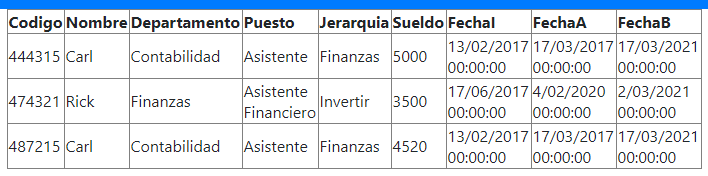 Codigo Nombre Departamento Puesto Jerarquia Sueldo FechaI FechaA FechaB
444315 Carl Contabilidad Asistente Finanzas 5000 13/02/2017 00:00:00 17/03/2017 00:00:00 17/03/2021 00:00:00
474321 Rick Finanzas Asistente Financiero Invertir 3500 17/06/2017 00:00:00 4/02/2020 00:00:00 2/03/2021 00:00:00
487215 Carl Contabilidad Asistente Finanzas 4520 13/02/2017 00:00:00 17/03/2017 00:00:00 17/03/2021 00:00:00